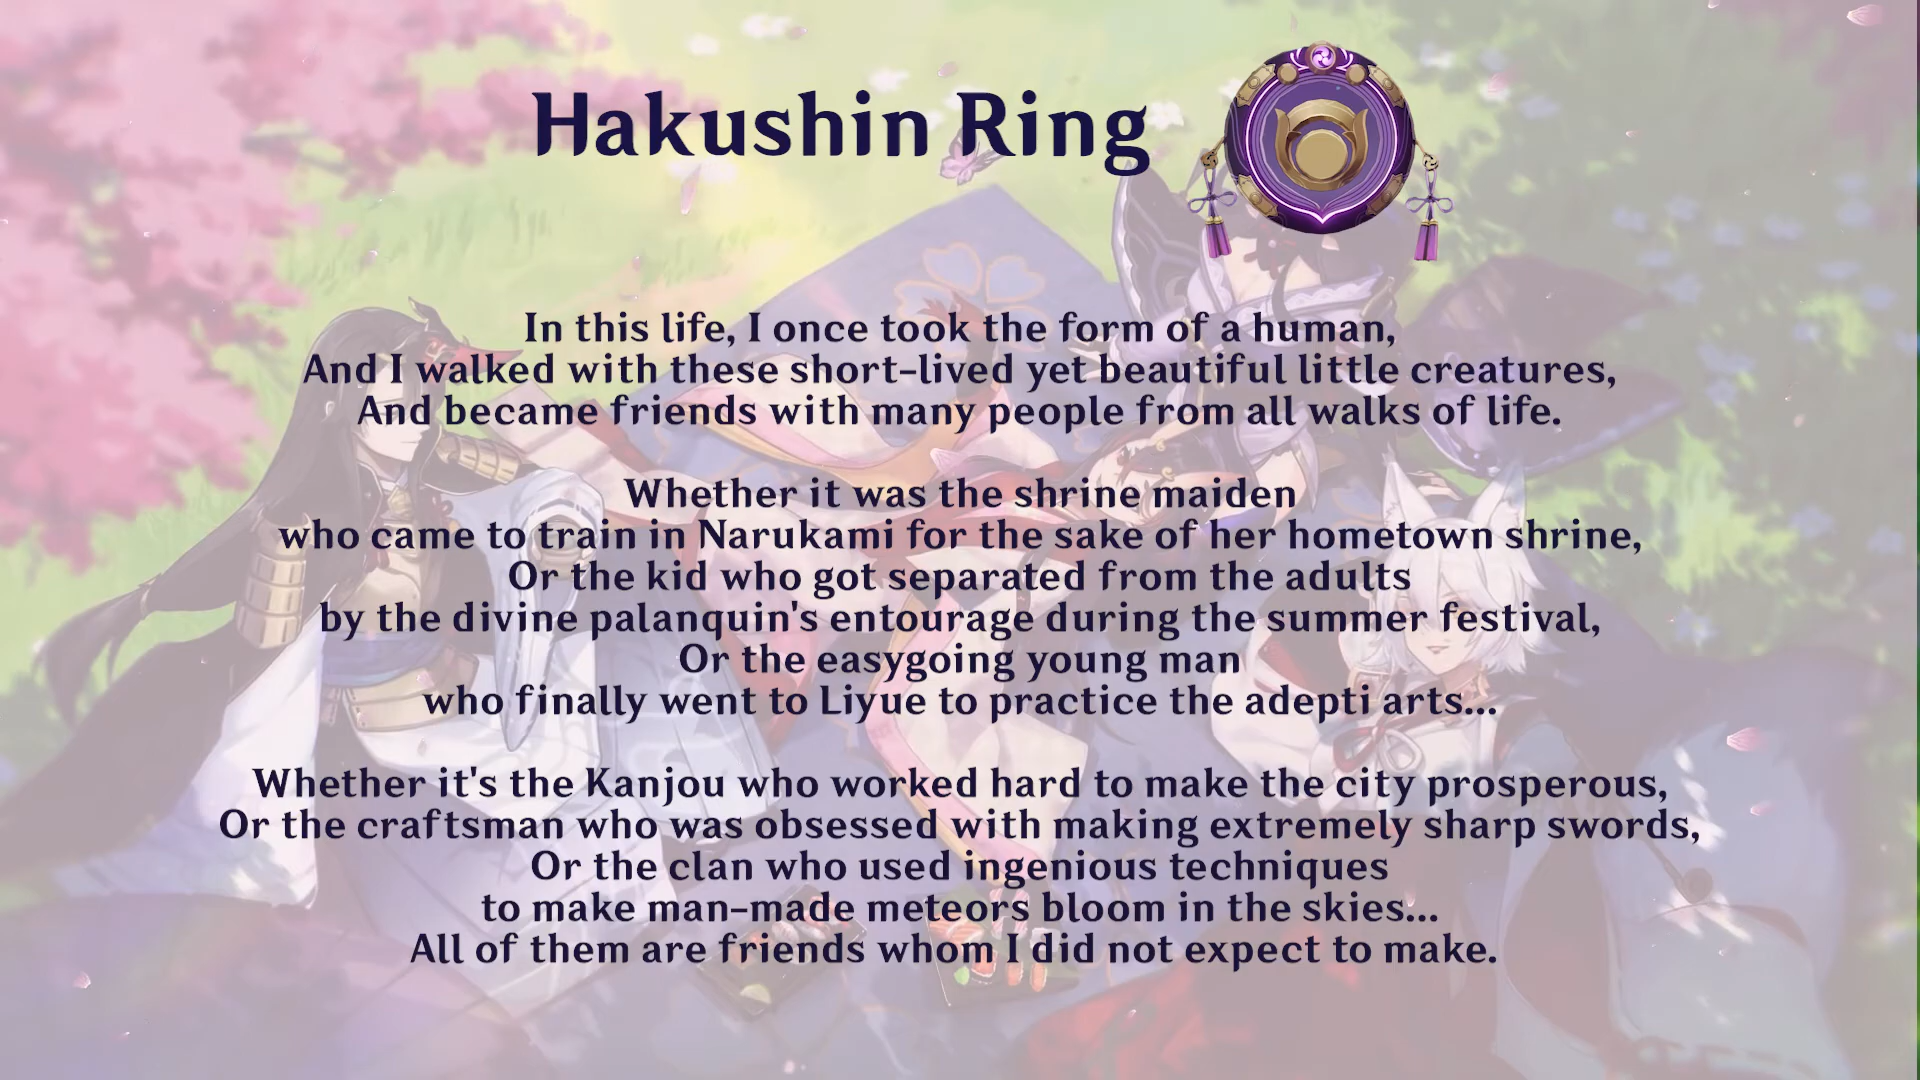 Hakushin Ring
In this life, I once took the form of a human,
And I walked with these short-lived yet beautiful little creatures,
And became friends with many people from all walks of life.
Whether it was the shrine maiden
who came to train in Narukami for the sake of her hometown shrine,
Or the kid who got separated from the adults
by the divine palanquin's entourage during the summer festival,
Or the easygoing young man
who finally went to Liyue to practice the adepti arts...
Whether it's the Kanjou who worked hard to make the city prosperous,
Or the craftsman who was obsessed with making extremely sharp swords,
Or the clan who used ingenious techniques
to make man-made meteors bloom in the skies...
All of them are friends whom I did not expect to make.